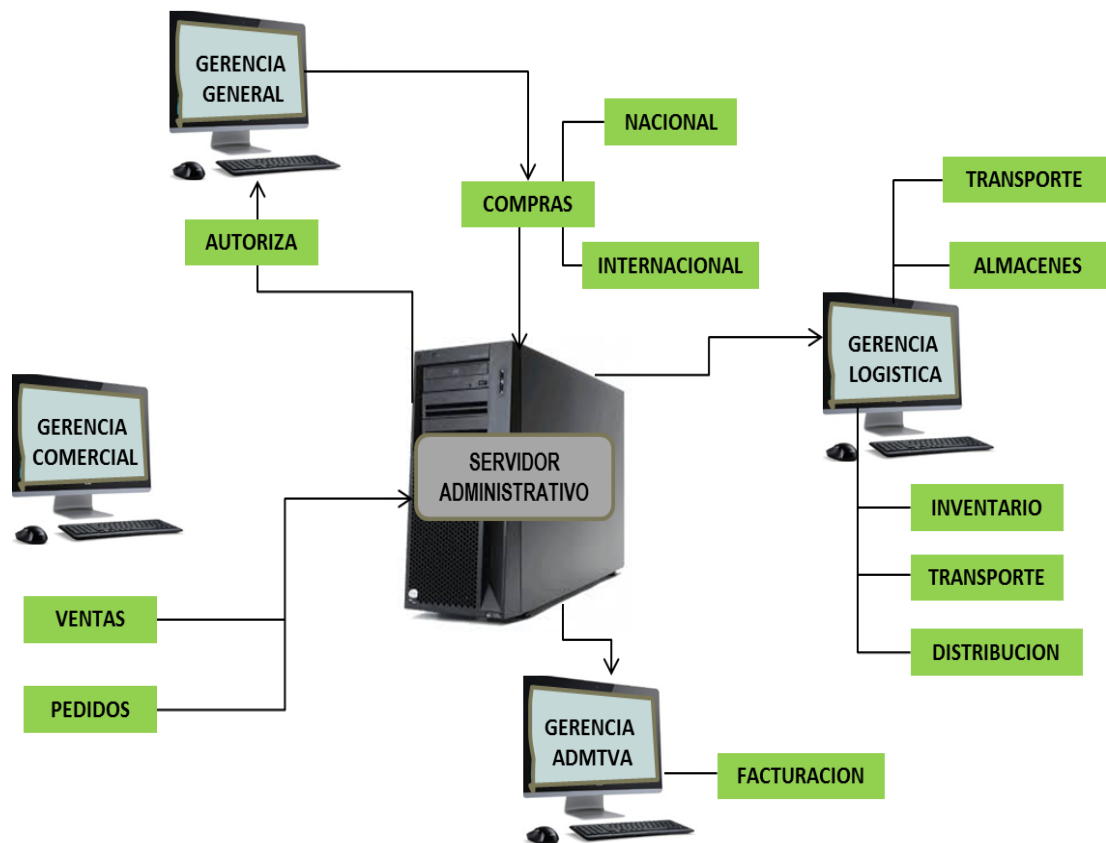 GERENCIA
GENERAL
NACIONAL
TRANSPORTE
COMPRAS
AUTORIZA
INTERNACIONAL
ALMACENES
GERENCIA
LOGISTICA
GERENCIA
COMERCIAL
SERVIDOR
ADMINISTRATIVO
INVENTARIO
TRANSPORTE
VENTAS
DISTRIBUCION
PEDIDOS
GERENCIA
ADMTVA
FACTURACION